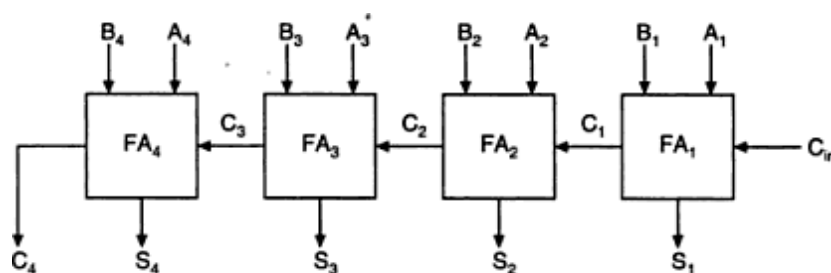 B₄ A₄ B₃ A₃ B₂ A₂ B₁ A₁
FA₄ C₃ FA₃ C₂ FA₂ C₁ FA₁ Cᵢₙ
C₄ S₄ S₃ S₂ S₁